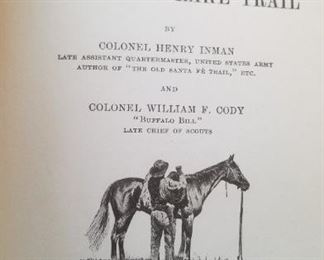 TRAIL
BY
COLONEL HENRY INMAN
LATE ASSISTANT QUARTERMASTER, UNITED STATES ARMY
AUTHOR OF "THE OLD SANTA FÉ TRAIL," ETC.
AND
COLONEL WILLIAM F. CODY
"BUFFALO BILL"
LATE CHIEF OF SCOUTS